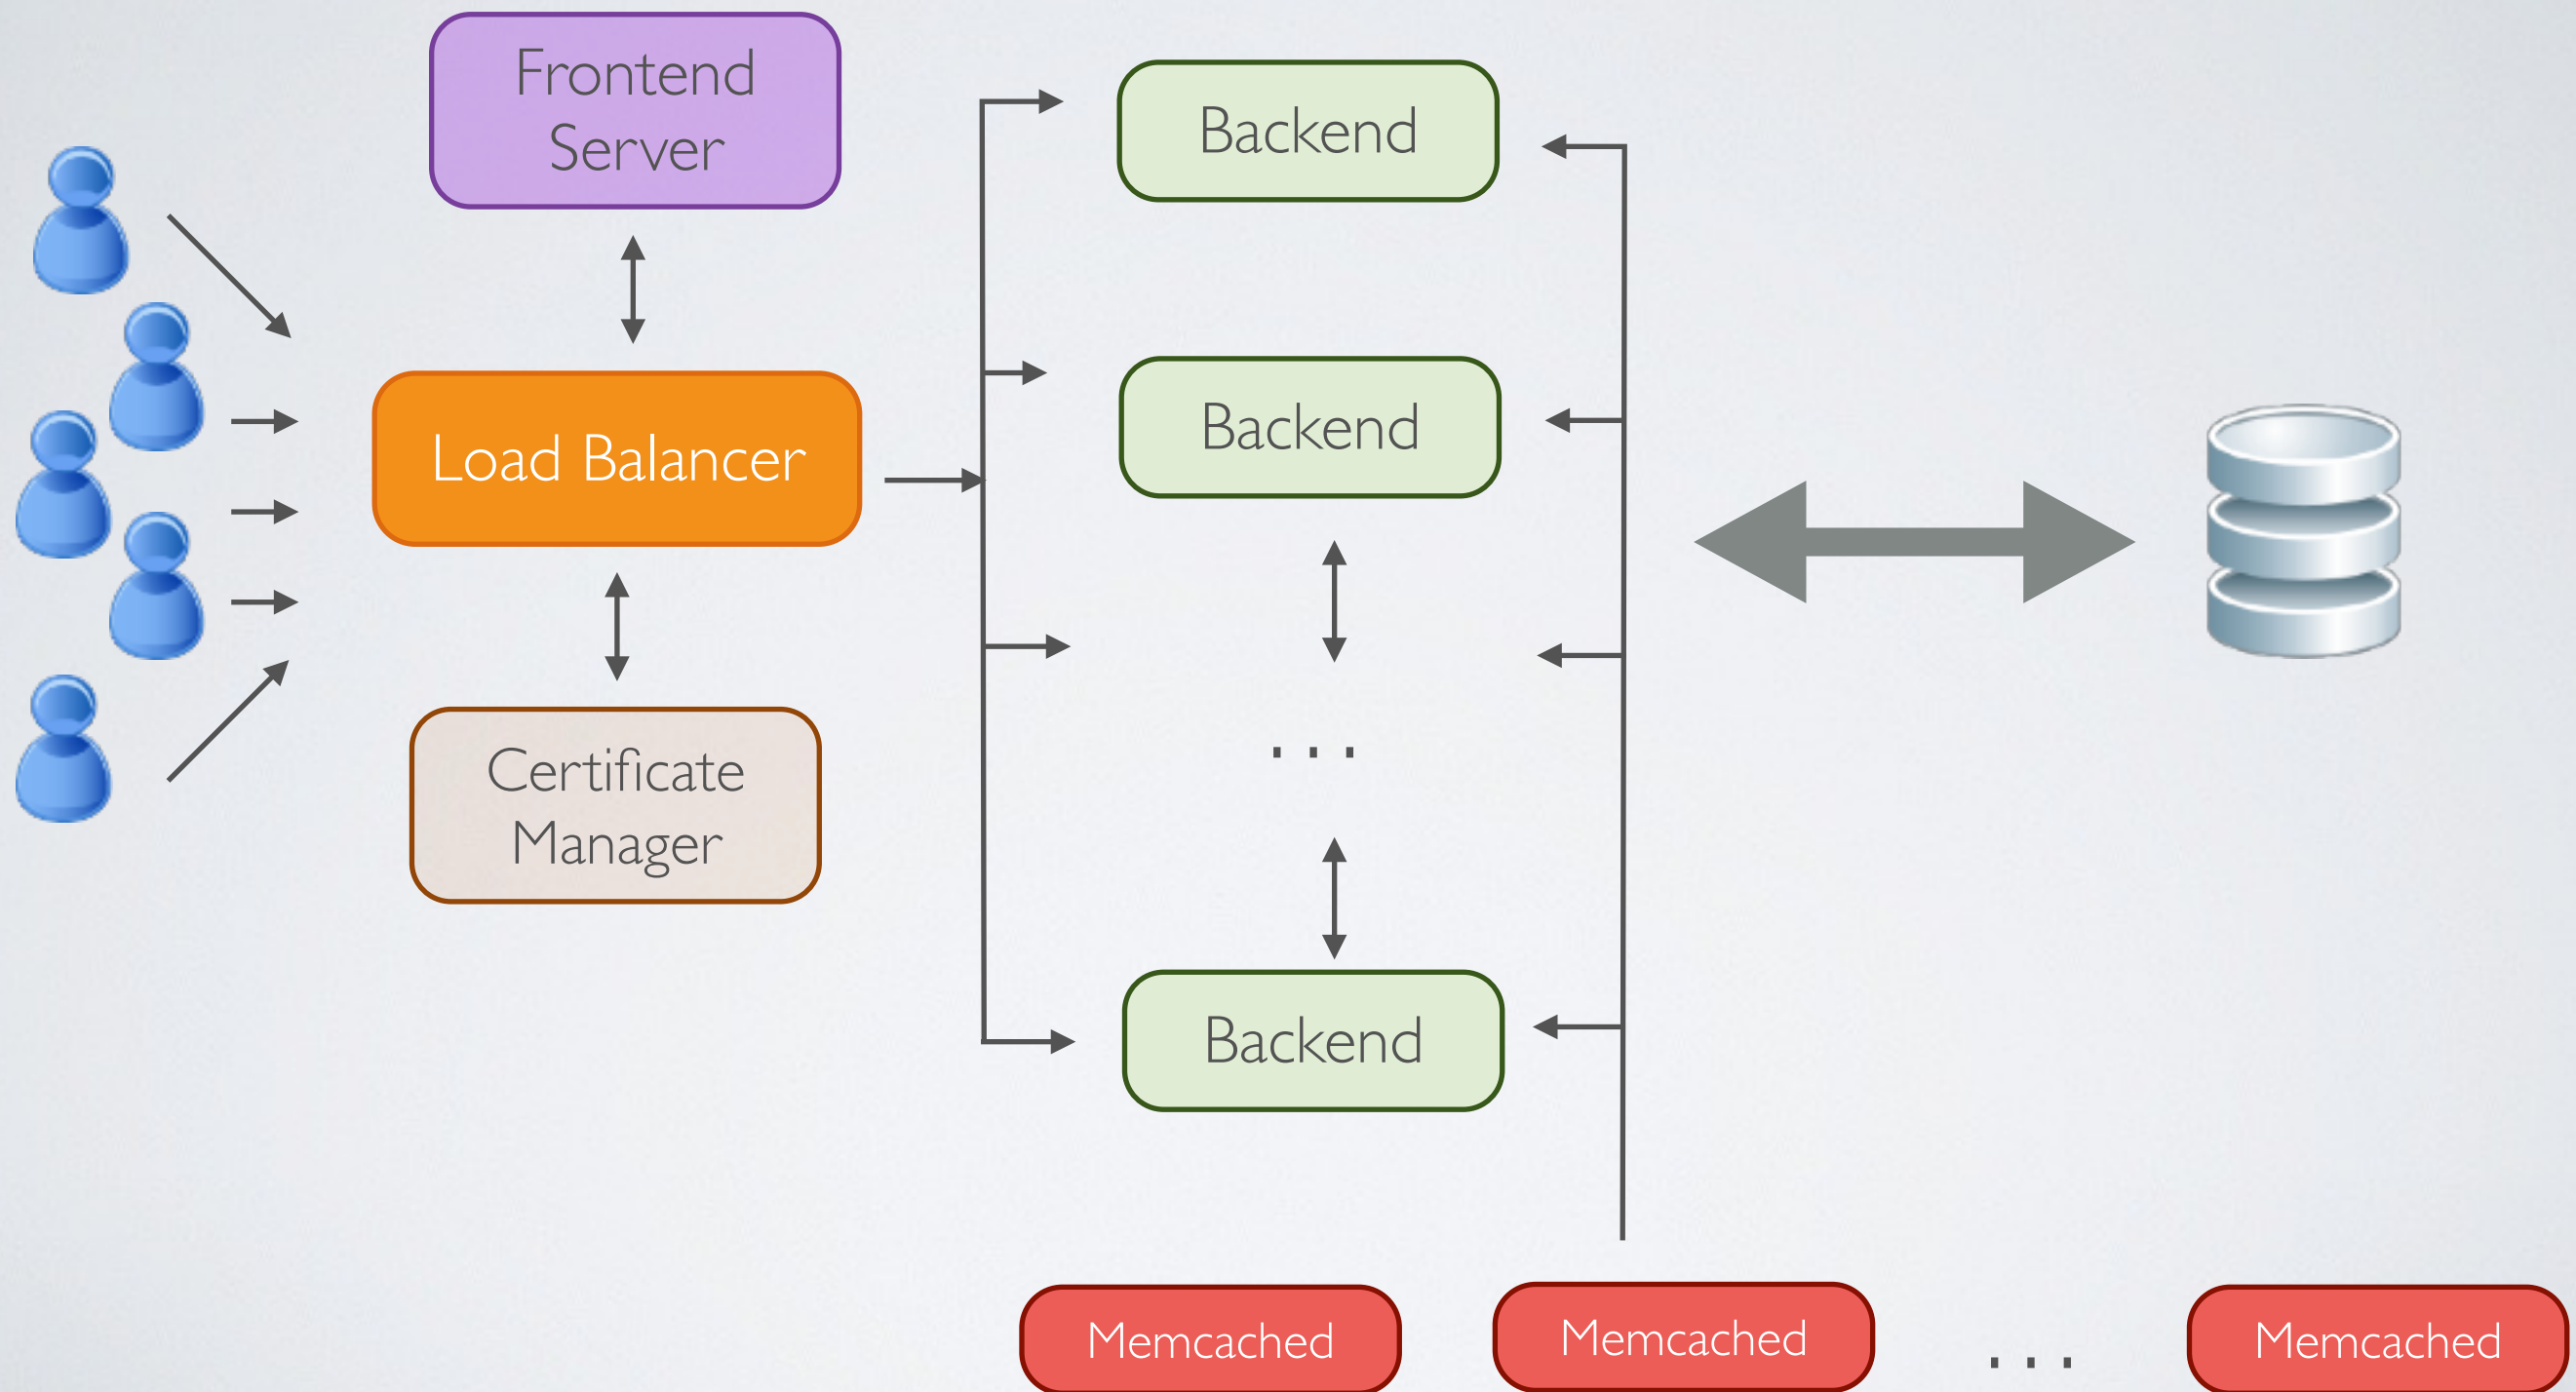 Frontend
Server
Load Balancer
Certificate
Manager
Backend
Backend
...
Backend
Memcached
Memcached
...
Memcached